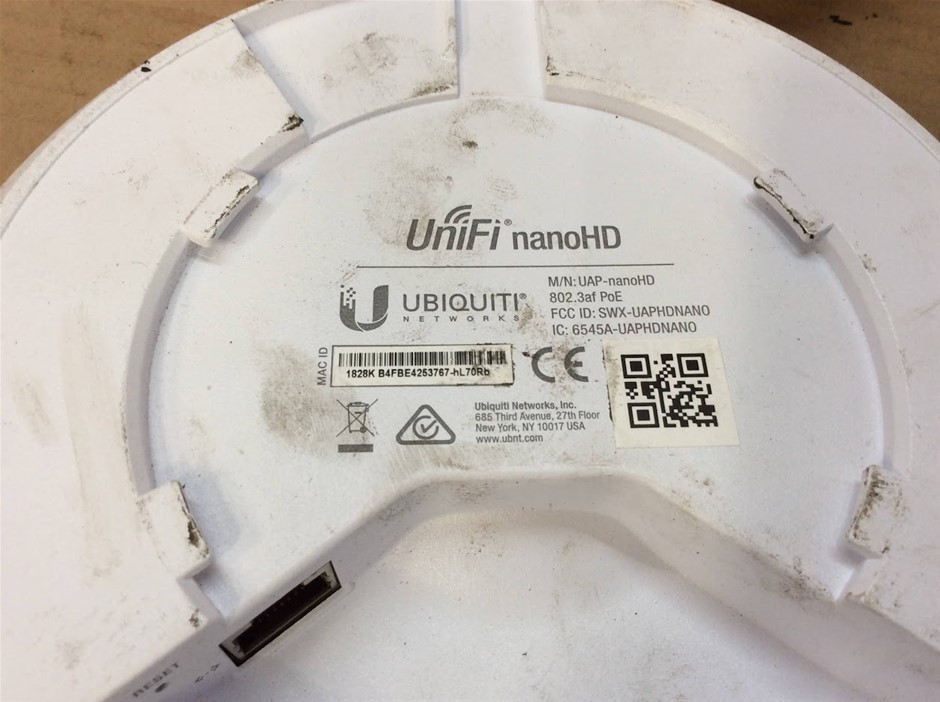 UniFi® nanoHD
UBIQUITI®
NETWORKS
M/N: UAP-nanoHD
802.3af PoE
FCC ID: SWX-UAPHDNANO
IC: 6545A-UAPHDNANO
MAC ID
1828K B4FBE4253767-hL70Rb
CE
Ubiquiti Networks, Inc.
685 Third Avenue, 27th Floor
New York, NY 10017 USA
www.ubnt.com
RESET
<··>